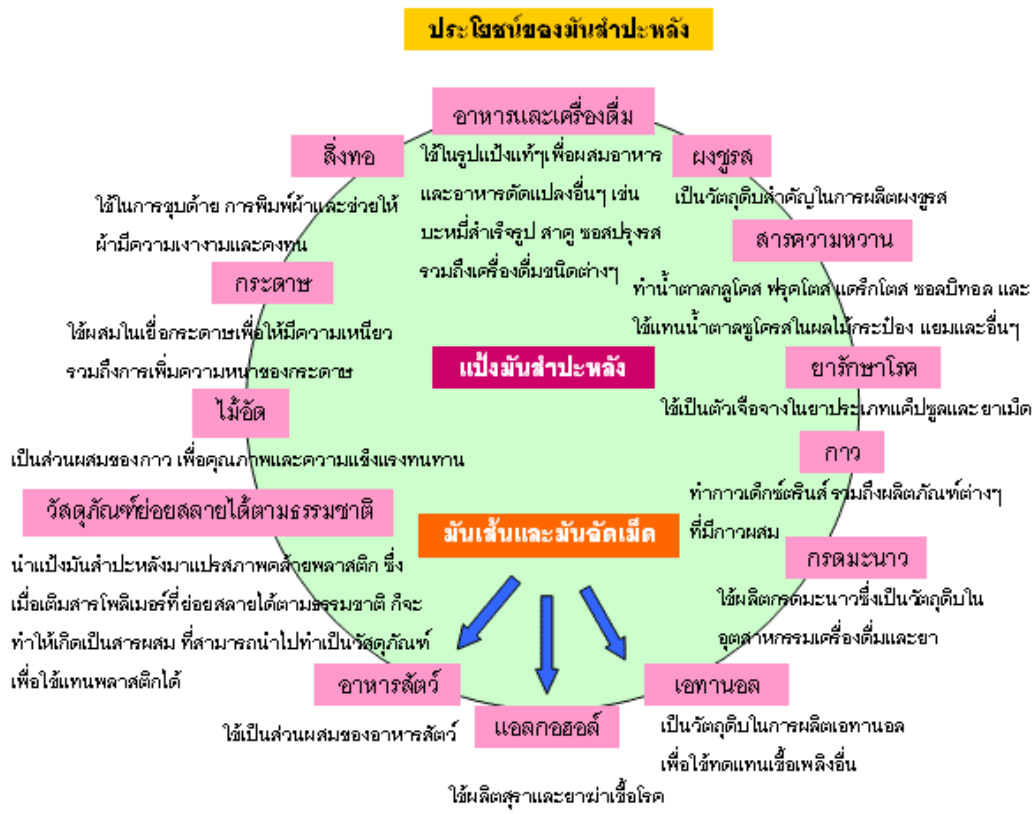 ประโยชน์ของมันสำปะหลัง
อาหารและเครื่องดื่ม
ใช้ในรูปแป้งแท้ๆเพื่อผสมอาหาร
และอาหารดัดแปลงอื่นๆ เช่น
บะหมี่สำเร็จรูป สาคู ซอสปรุงรส
รวมถึงเครื่องดื่มชนิดต่างๆ
สิ่งทอ
ใช้ในการชุบด้าย การพิมพ์ผ้าและช่วยให้
ผ้ามีความเงางามและคงทน
กระดาษ
ใช้ผสมในเยื่อกระดาษเพื่อให้มีความเหนียว
รวมถึงการเพิ่มความหนาของกระดาษ
ไม้อัด
เป็นส่วนผสมของกาว เพื่อคุณภาพและความแข็งแรงทนทาน
วัสดุภัณฑ์ย่อยสลายได้ตามธรรมชาติ
นำแป้งมันสำปะหลังมาแปรสภาพคล้ายพลาสติก ซึ่ง
เมื่อเติมสารโพลิเมอร์ที่ย่อยสลายได้ตามธรรมชาติ ก็จะ
ทำให้เกิดเป็นสารผสม ที่สามารถนำไปทำเป็นวัสดุภัณฑ์
เพื่อใช้แทนพลาสติกได้
ผงชูรส
เป็นวัตถุดิบสำคัญในการผลิตผงชูรส
สารความหวาน
ทำน้ำตาลกลูโคส ฟรุคโตส แดร็กโตส ซอลบิทอล และ
ใช้แทนน้ำตาลซูโครสในผลไม้กระป๋อง แยมและอื่นๆ
แป้งมันสำปะหลัง
ยารักษาโรค
ใช้เป็นตัวเจือจางในยาประเภทแค็ปซูลและยาเม็ด
กาว
ทำกาวเด็กซ์ตรินส์ รวมถึงผลิตภัณฑ์ต่างๆ
ที่มีกาวผสม
กรดมะนาว
ใช้ผลิตกรดมะนาวซึ่งเป็นวัตถุดิบใน
อุตสาหกรรมเครื่องดื่มและยา
มันเส้นและมันอัดเม็ด
อาหารสัตว์
ใช้เป็นส่วนผสมของอาหารสัตว์
แอลกอฮอล์
ใช้ผลิตสุราและยาฆ่าเชื้อโรค
เอทานอล
เป็นวัตถุดิบในการผลิตเอทานอล
เพื่อใช้ทดแทนเชื้อเพลิงอื่น